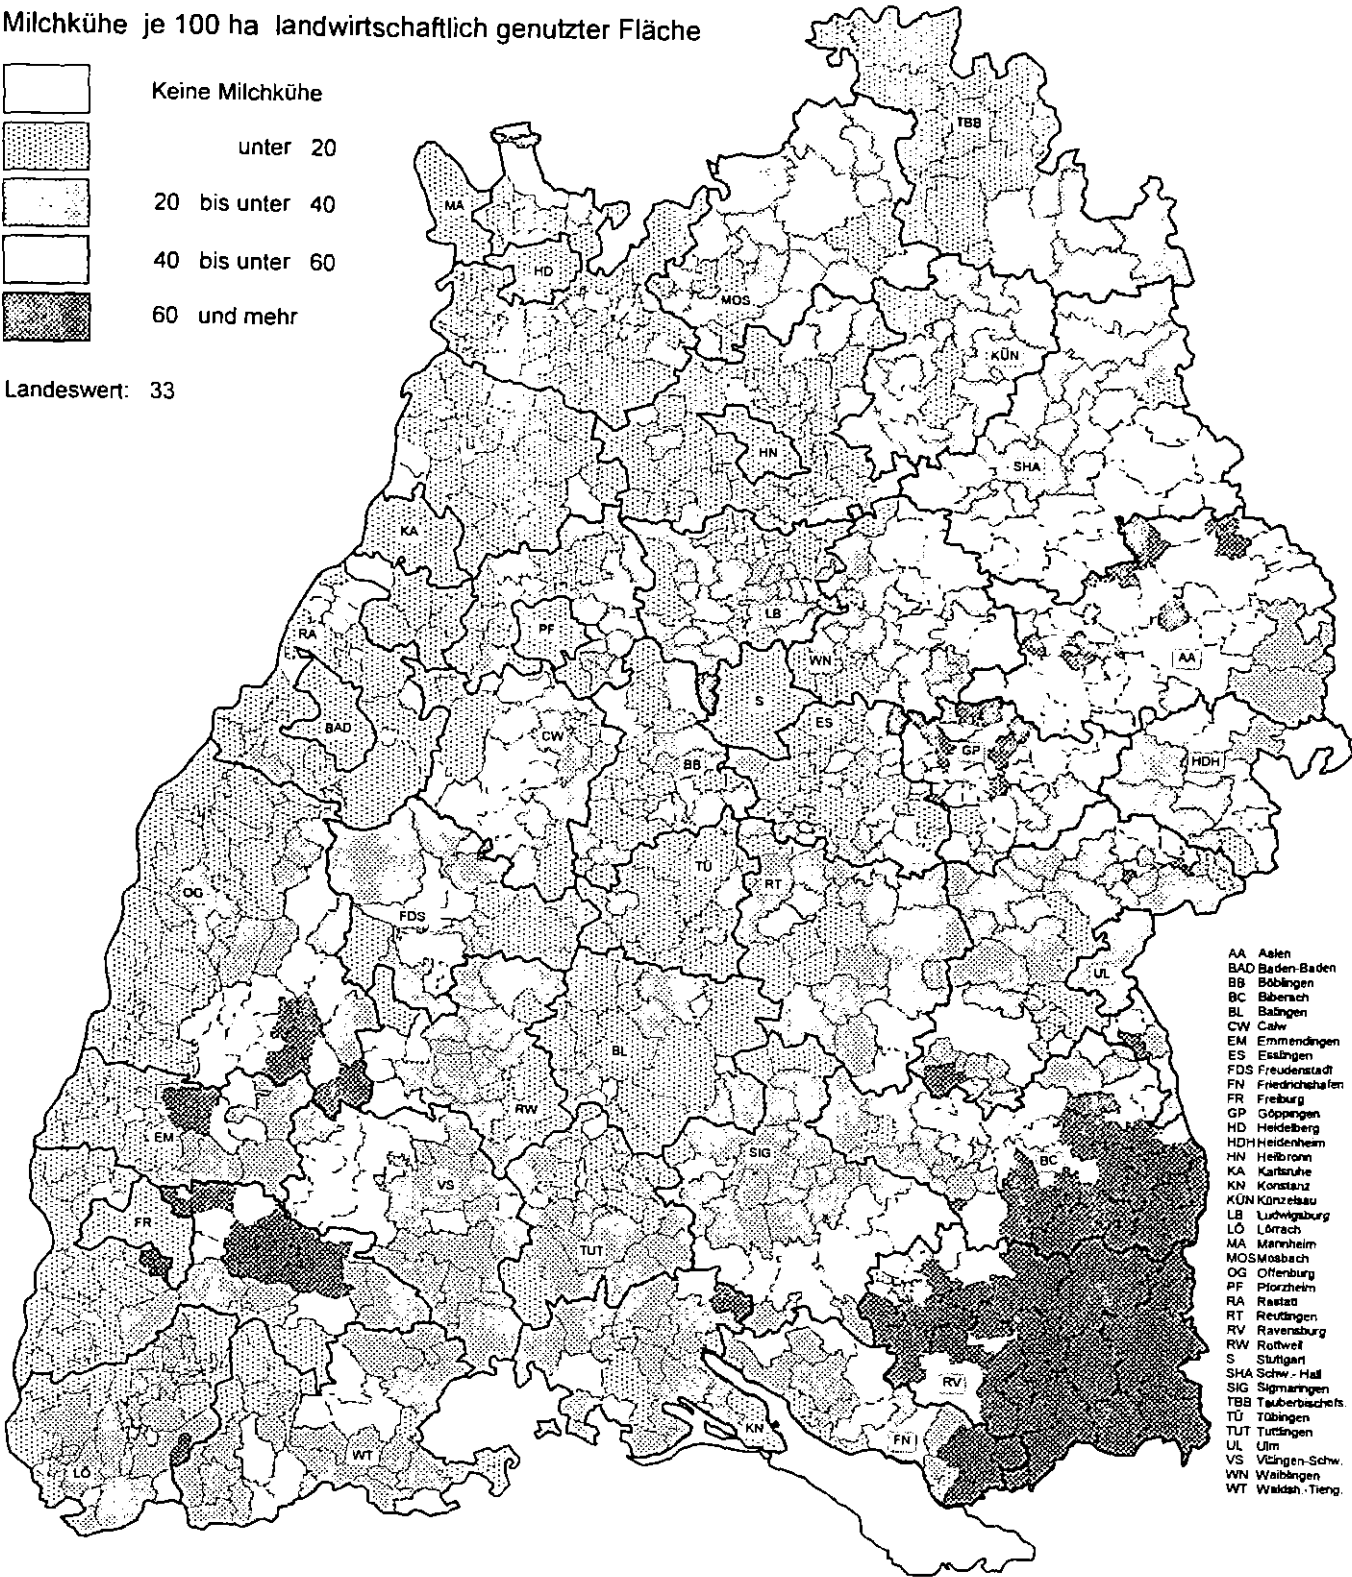 Milchkühe je 100 ha landwirtschaftlich genutzter Fläche
Keine Milchkühe
unter 20
20 bis unter 40
40 bis unter 60
60 und mehr
Landeswert: 33
TBB
MA
HD
MOS
KÜN
HN
SHA
KA
LB
PF
RA
WN
AA
S
BAD
CW
ES
BB
GP
HDH
TÜ
RT
OG
FDS
UL
BL
RW
EM
SIG
BC
VS
FR
TUT
RV
KN
FN
WT
LÖ
AA Aalen
BAD Baden-Baden
BB Böblingen
BC Biberach
BL Balingen
CW Calw
EM Emmendingen
ES Esslingen
FDS Freudenstadt
FN Friedrichshafen
FR Freiburg
GP Göppingen
HD Heidelberg
HDH Heidenheim
HN Heilbronn
KA Karlsruhe
KN Konstanz
KÜN Künzelsau
LB Ludwigsburg
LÖ Lörrach
MA Mannheim
MOS Mosbach
OG Offenburg
PF Pforzheim
RA Rastatt
RT Reutlingen
RV Ravensburg
RW Rottweil
S Stuttgart
SHA Schw.- Hall
SIG Sigmaringen
TBB Tauberbischofs.
TÜ Tübingen
TUT Tuttlingen
UL Ulm
VS Villingen-Schw.
WN Waiblingen
WT Waldsh.-Tieng.